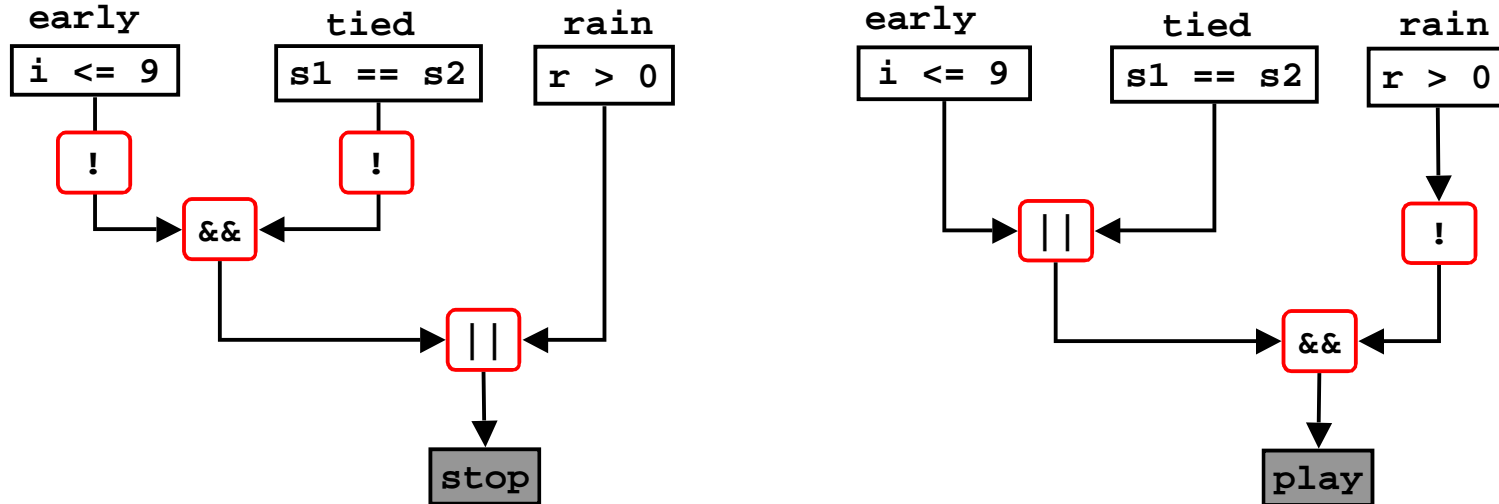 early
tied
rain
i <= 9
s1 == s2
r > 0
!
!
&&
||
stop
early
tied
rain
i <= 9
s1 == s2
r > 0
||
!
&&
play